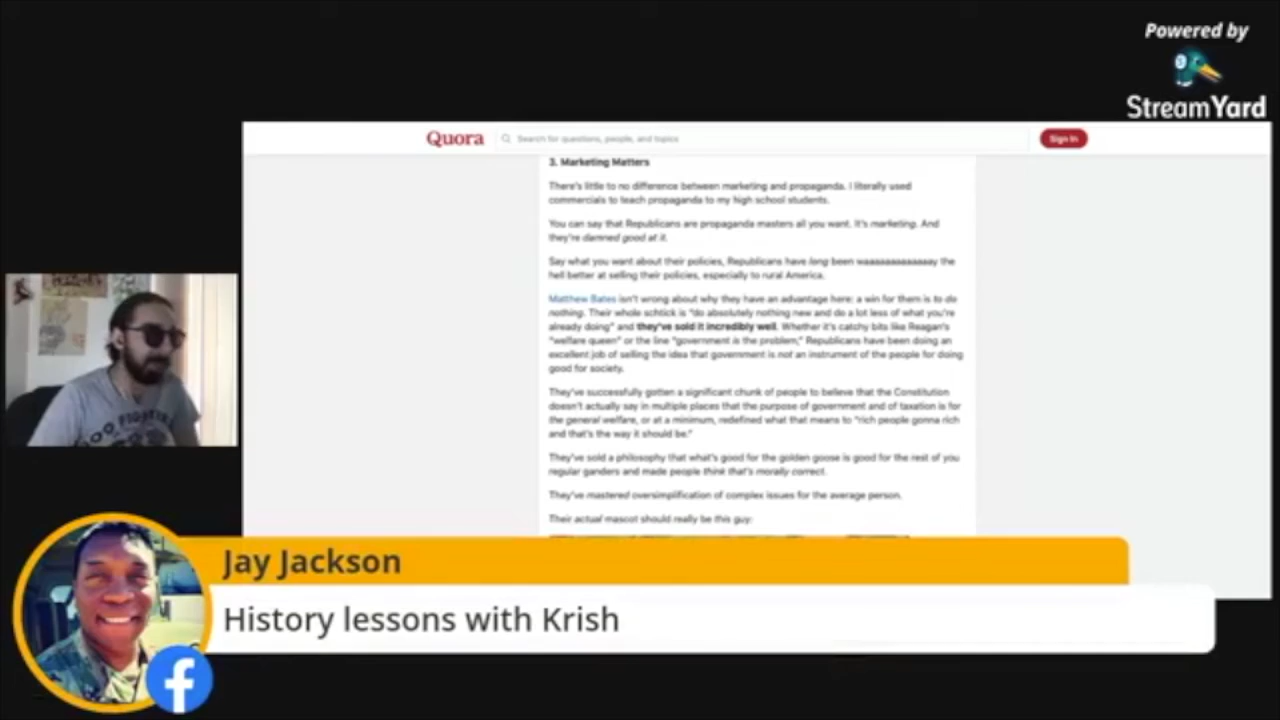 Powered by
StreamYard
Quora
Search for questions, people, and topics
Sign In
3. Marketing Matters
There's little to no difference between marketing and propaganda. I literally used
commercials to teach propaganda to my high school students.
You can say that Republicans are propaganda masters all you want. It's marketing. And
they're damned good at it.
Say what you want about their policies, Republicans have long been waaaaaaaaaaaaay the
hell better at selling their policies, especially to rural America.
Matthew Bates isn't wrong about why they have an advantage here: a win for them is to do
nothing. Their whole schtick is "do absolutely nothing new and do a lot less of what you're
already doing" and they've sold it incredibly well. Whether it's catchy bits like Reagan's
"welfare queen" or the line "government is the problem," Republicans have been doing an
excellent job of selling the idea that government is not an instrument of the people for doing
good for society.
They've successfully gotten a significant chunk of people to believe that the Constitution
doesn't actually say in multiple places that the purpose of government and of taxation is for
the general welfare, or at a minimum, redefined what that means to "rich people gonna rich
and that's the way it should be."
They've sold a philosophy that what's good for the golden goose is good for the rest of you
regular ganders and made people think that's morally correct.
They've mastered oversimplification of complex issues for the average person.
Their actual mascot should really be this guy:
FOO FIGHTERS
Jay Jackson
History lessons with Krish